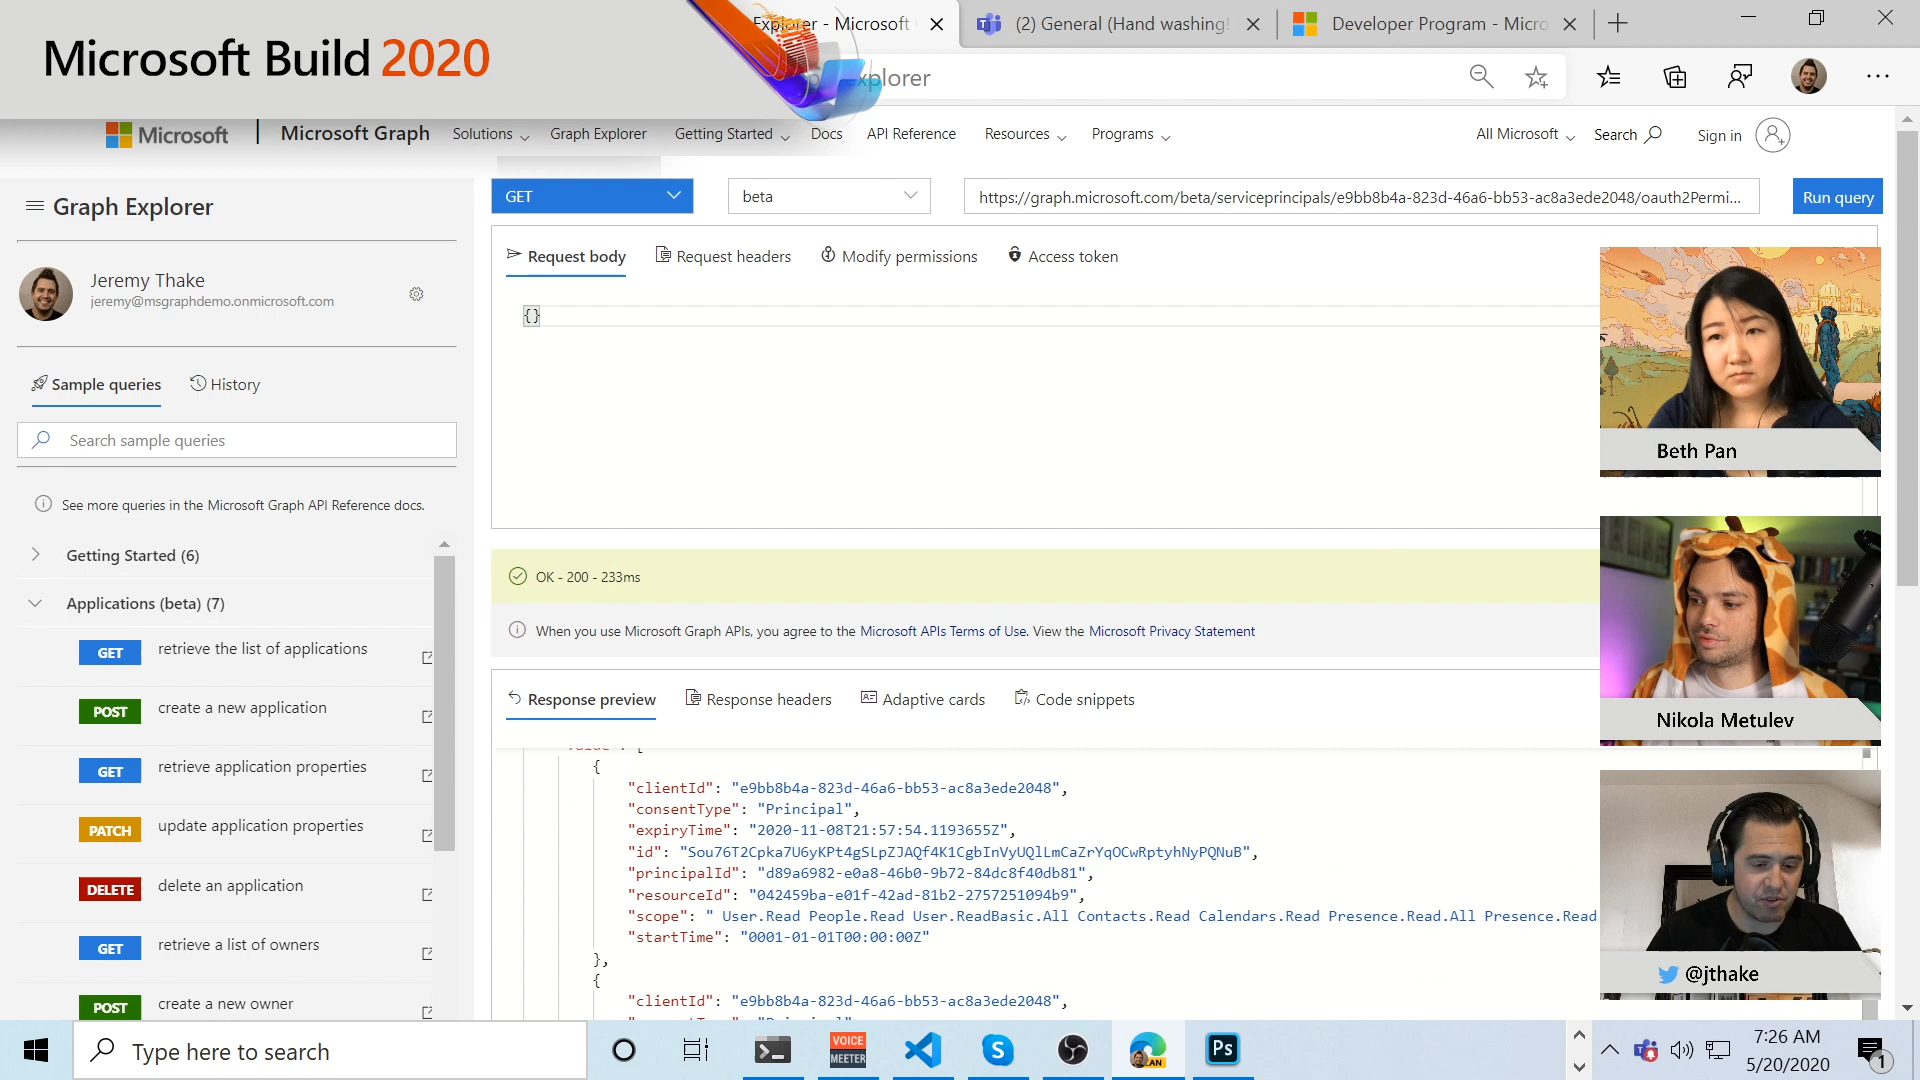 Microsoft Build 2020
Explorer - Microsoft
(2) General (Hand washing!
Developer Program - Micro
explorer
Microsoft
Microsoft Graph
Solutions
Graph Explorer
Getting Started
Docs
API Reference
Resources
Programs
All Microsoft
Search
Sign in
Graph Explorer
GET
beta
https://graph.microsoft.com/beta/serviceprincipals/e9bb8b4a-823d-46a6-bb53-ac8a3ede2048/oauth2Permi...
Run query
Jeremy Thake
jeremy@msgraphdemo.onmicrosoft.com
Request body
Request headers
Modify permissions
Access token
{}
Sample queries
History
Search sample queries
See more queries in the Microsoft Graph API Reference docs.
Getting Started (6)
Applications (beta) (7)
GET retrieve the list of applications
POST create a new application
GET retrieve application properties
PATCH update application properties
DELETE delete an application
GET retrieve a list of owners
POST create a new owner
OK - 200 - 233ms
When you use Microsoft Graph APIs, you agree to the Microsoft APIs Terms of Use. View the Microsoft Privacy Statement
Response preview
Response headers
Adaptive cards
Code snippets
{
"clientId": "e9bb8b4a-823d-46a6-bb53-ac8a3ede2048",
"consentType": "Principal",
"expiryTime": "2020-11-08T21:57:54.1193655Z",
"id": "Sou76T2Cpka7U6yKPt4gSLpZJAQf4K1CgbInVyUQlLmCaZrYqOCwRptyhNyPQNuB",
"principalId": "d89a6982-e0a8-46b0-9b72-84dc8f40db81",
"resourceId": "042459ba-e01f-42ad-81b2-2757251094b9",
"scope": " User.Read People.Read User.ReadBasic.All Contacts.Read Calendars.Read Presence.Read.All Presence.Read
"startTime": "0001-01-01T00:00:00Z"
},
{
"clientId": "e9bb8b4a-823d-46a6-bb53-ac8a3ede2048",
Beth Pan
Nikola Metulev
@jthake
Type here to search
VOICE
MEETER
S
CAN
Ps
7:26 AM
5/20/2020
1